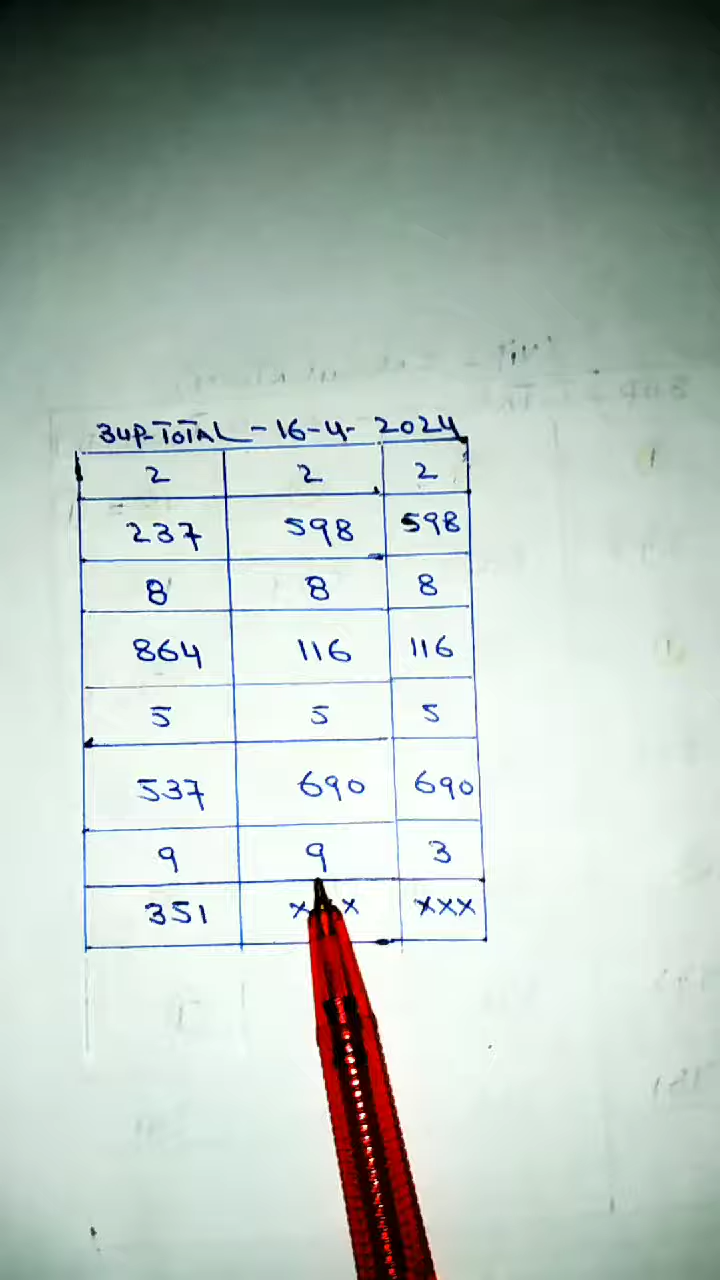 3UP-TOTAL-16-4-2024
2 2 2
237 598 598
8 8 8
864 116 116
5 5 5
537 690 690
9 9 3
351 xxx xxx